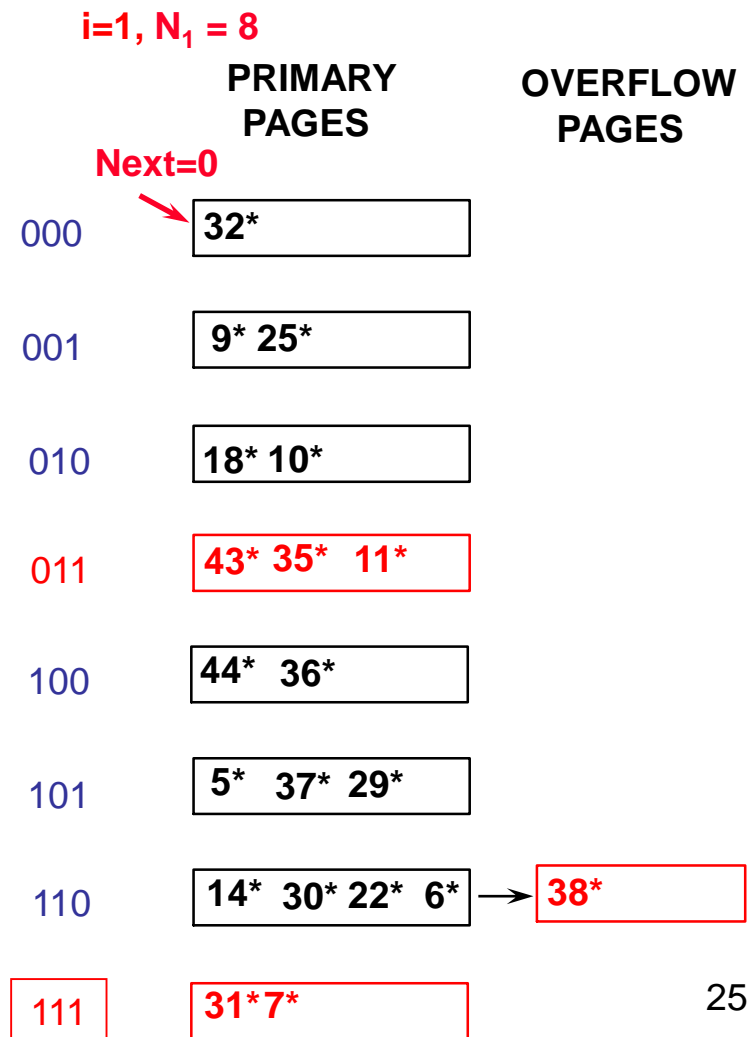 i=1, N₁ = 8
PRIMARY PAGES
OVERFLOW PAGES
Next=0
000 32*
001 9* 25*
010 18* 10*
011 43* 35* 11*
100 44* 36*
101 5* 37* 29*
110 14* 30* 22* 6* 38*
111 31* 7*
25